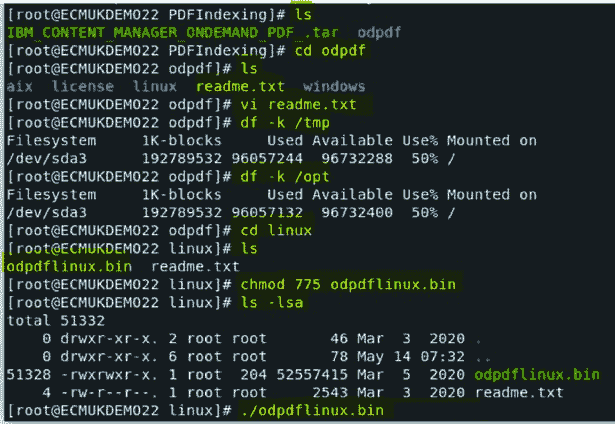 [root@ECMUKDEMO22 PDFIndexing]# ls
IBM_CONTENT_MANAGER_ONDEMAND_PDF_.tar  odpdf
[root@ECMUKDEMO22 PDFIndexing]# cd odpdf
[root@ECMUKDEMO22 odpdf]# ls
aix  license  linux  readme.txt  windows
[root@ECMUKDEMO22 odpdf]# vi readme.txt
[root@ECMUKDEMO22 odpdf]# df -k /tmp
Filesystem     1K-blocks     Used Available Use% Mounted on
/dev/sda3      192789532 96057244  96732288  50% /
[root@ECMUKDEMO22 odpdf]# df -k /opt
Filesystem     1K-blocks     Used Available Use% Mounted on
/dev/sda3      192789532 96057132  96732400  50% /
[root@ECMUKDEMO22 odpdf]# cd linux
[root@ECMUKDEMO22 linux]# ls
odpdflinux.bin  readme.txt
[root@ECMUKDEMO22 linux]# chmod 775 odpdflinux.bin
[root@ECMUKDEMO22 linux]# ls -lsa
total 51332
    0 drwxr-xr-x. 2 root root       46 Mar  3  2020 .
    0 drwxr-xr-x. 6 root root       78 May 14 07:32 ..
51328 -rwxrwxr-x. 1 root  204 52557415 Mar  5  2020 odpdflinux.bin
    4 -rw-r--r--. 1 root root     2543 Mar  3  2020 readme.txt
[root@ECMUKDEMO22 linux]# ./odpdflinux.bin